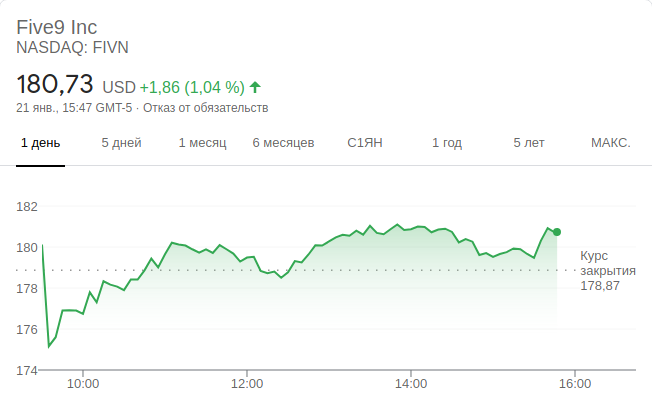 Five9 Inc
NASDAQ: FIVN
180,73 USD +1,86 (1,04 %)
21 янв., 15:47 GMT-5 · Отказ от обязательств
1 день 5 дней 1 месяц 6 месяцев С1ЯН 1 год 5 лет МАКС.
182
180
Курс
закрытия
178,87
178
176
174
10:00 12:00 14:00 16:00